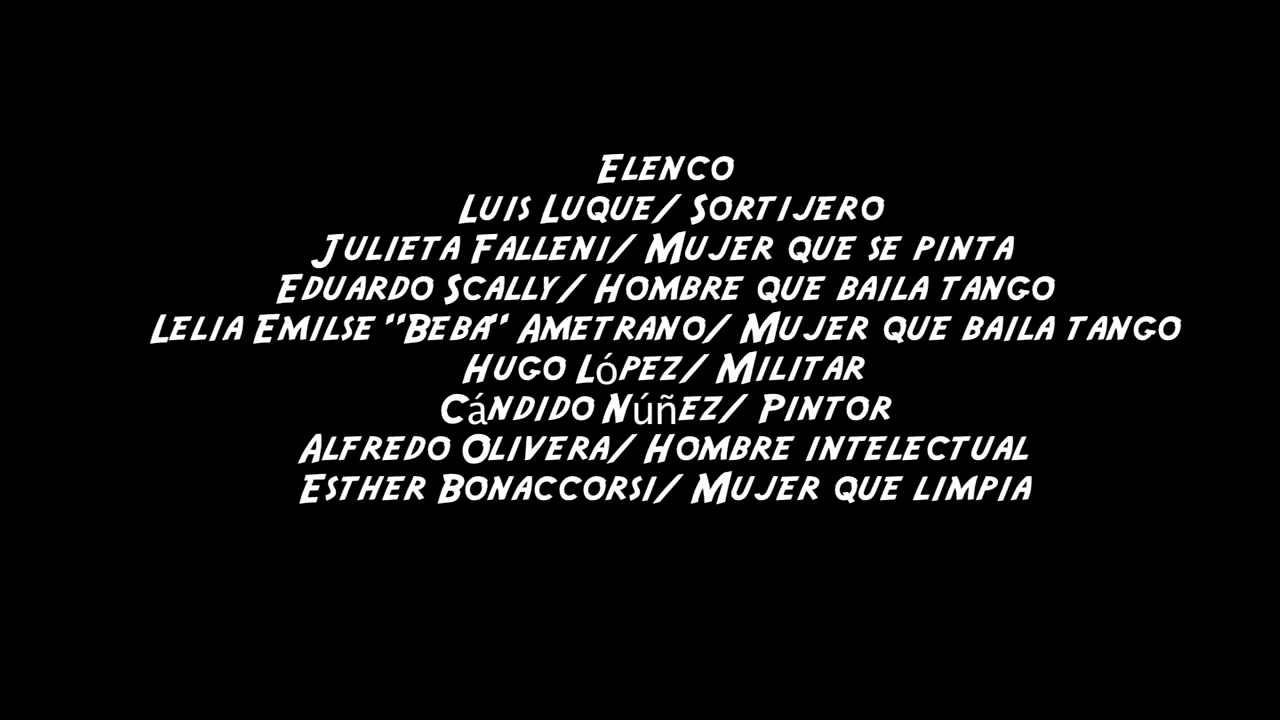 Elenco
Luis Luque/ Sortijero
Julieta Falleni/ Mujer que se pinta
Eduardo Scally/ Hombre que baila tango
Lelia Emilse "Beba" Ametrano/ Mujer que baila tango
Hugo López/ Militar
Cándido Núñez/ Pintor
Alfredo Olivera/ Hombre intelectual
Esther Bonaccorsi/ Mujer que limpia